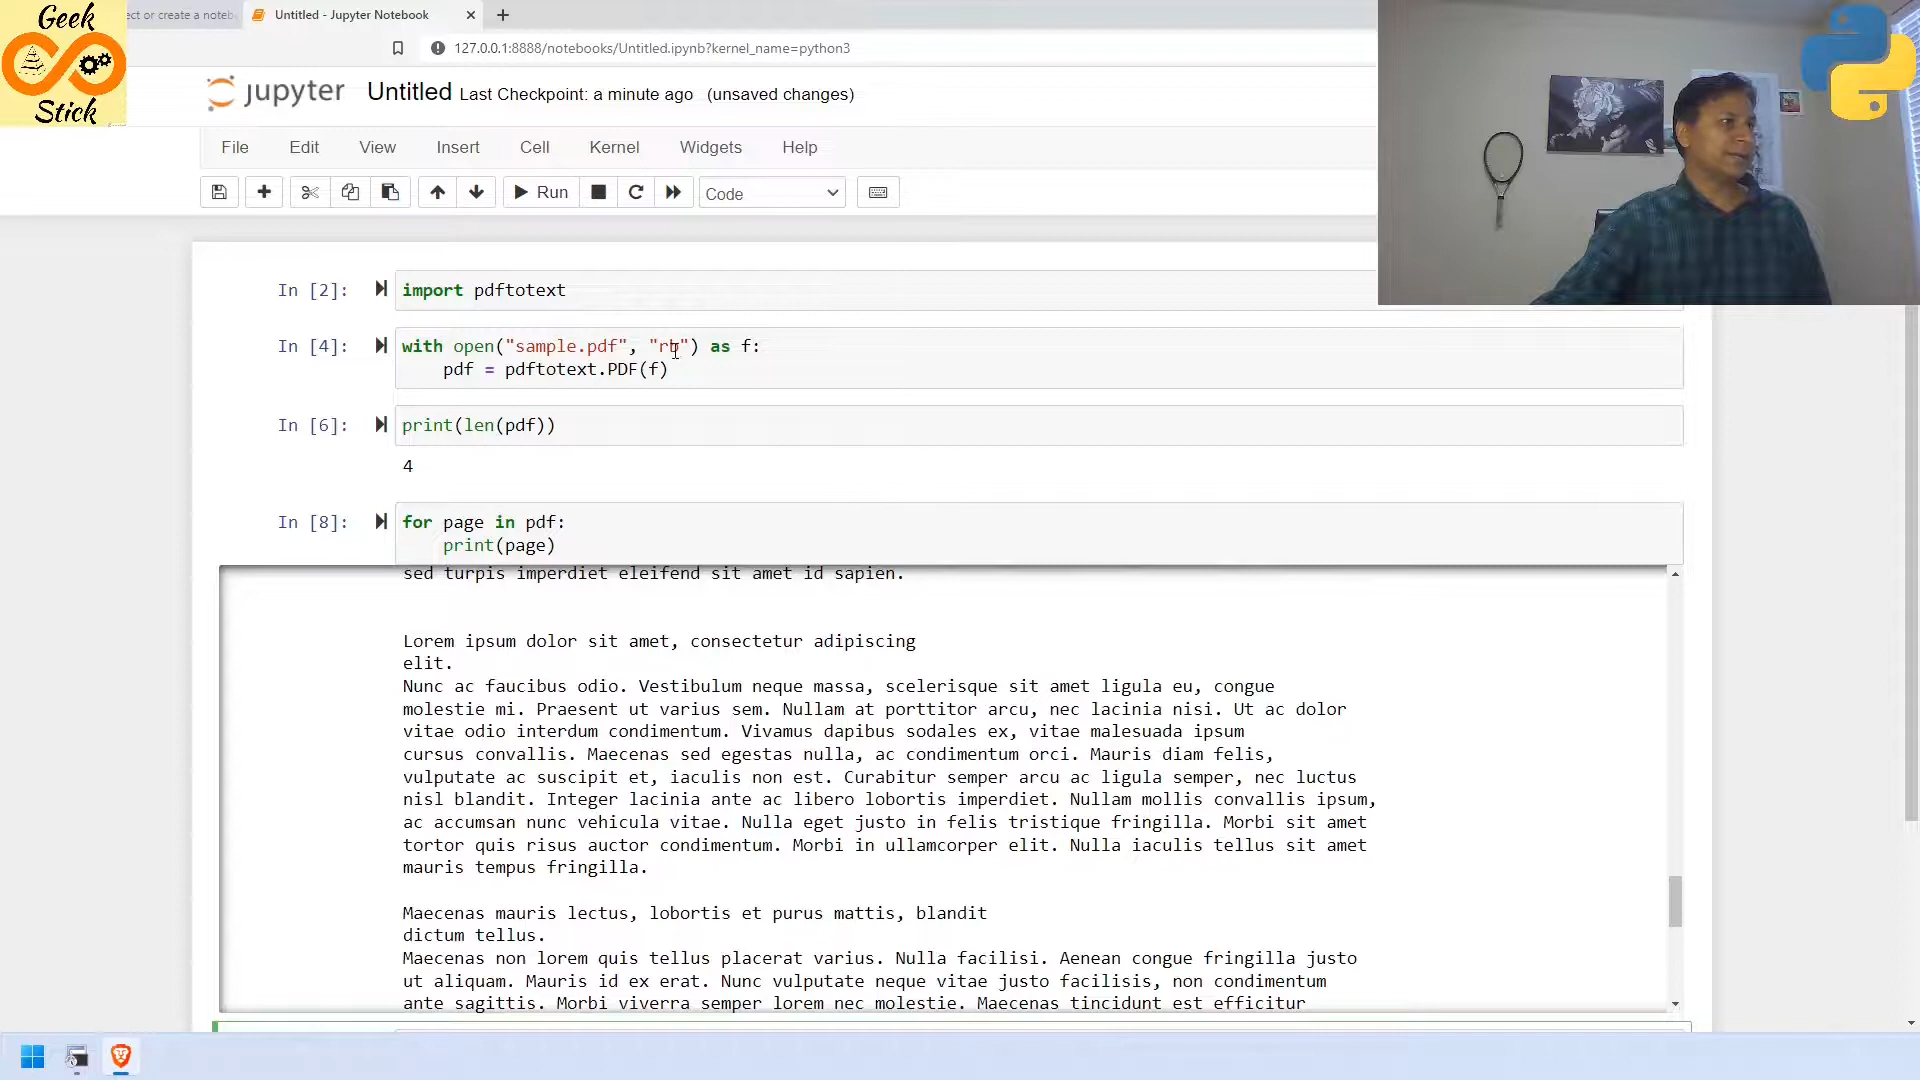 Geek
Stick
ect or create a noteb
Untitled - Jupyter Notebook
127.0.0.1:8888/notebooks/Untitled.ipynb?kernel_name=python3
jupyter Untitled Last Checkpoint: a minute ago (unsaved changes)
File Edit View Insert Cell Kernel Widgets Help
Run Code
In [2]: import pdftotext
In [4]: with open("sample.pdf", "rb") as f:
pdf = pdftotext.PDF(f)
In [6]: print(len(pdf))
4
In [8]: for page in pdf:
print(page)
sed turpis imperdiet eleifend sit amet id sapien.
Lorem ipsum dolor sit amet, consectetur adipiscing
elit.
Nunc ac faucibus odio. Vestibulum neque massa, scelerisque sit amet ligula eu, congue
molestie mi. Praesent ut varius sem. Nullam at porttitor arcu, nec lacinia nisi. Ut ac dolor
vitae odio interdum condimentum. Vivamus dapibus sodales ex, vitae malesuada ipsum
cursus convallis. Maecenas sed egestas nulla, ac condimentum orci. Mauris diam felis,
vulputate ac suscipit et, iaculis non est. Curabitur semper arcu ac ligula semper, nec luctus
nisl blandit. Integer lacinia ante ac libero lobortis imperdiet. Nullam mollis convallis ipsum,
ac accumsan nunc vehicula vitae. Nulla eget justo in felis tristique fringilla. Morbi sit amet
tortor quis risus auctor condimentum. Morbi in ullamcorper elit. Nulla iaculis tellus sit amet
mauris tempus fringilla.
Maecenas mauris lectus, lobortis et purus mattis, blandit
dictum tellus.
Maecenas non lorem quis tellus placerat varius. Nulla facilisi. Aenean congue fringilla justo
ut aliquam. Mauris id ex erat. Nunc vulputate neque vitae justo facilisis, non condimentum
ante sagittis. Morbi viverra semper lorem nec molestie. Maecenas tincidunt est efficitur